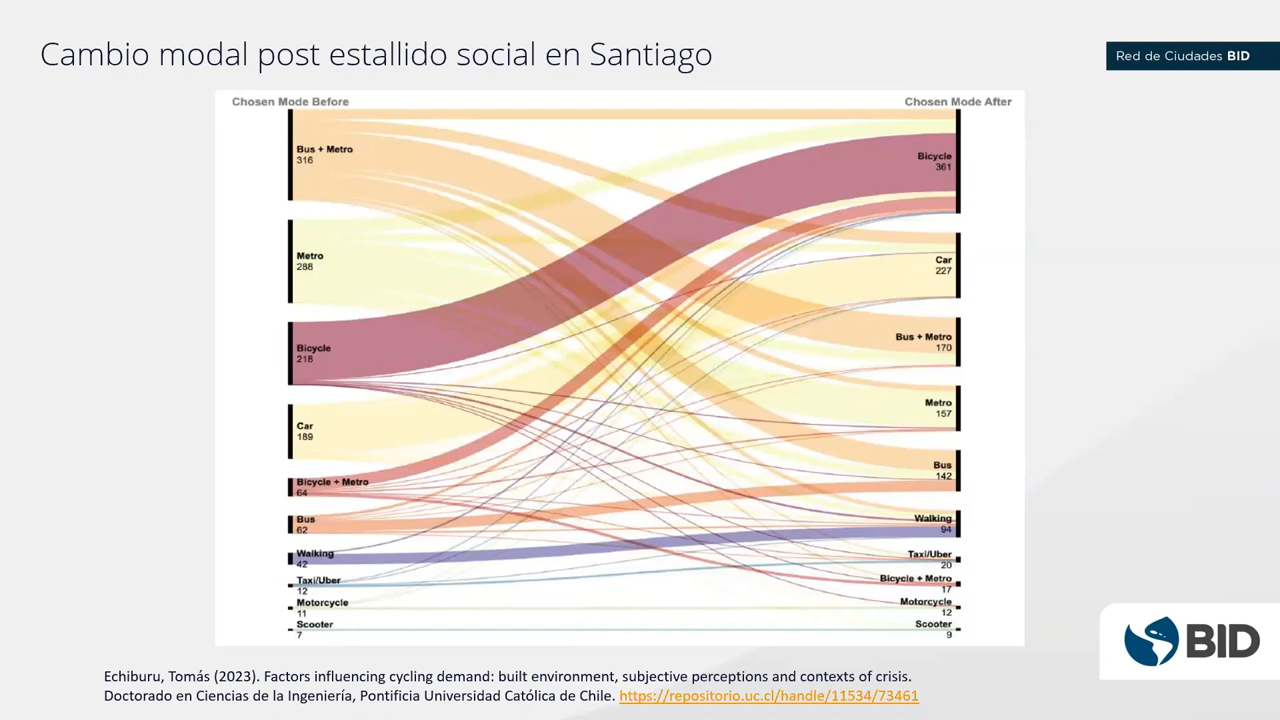 Cambio modal post estallido social en Santiago
Red de Ciudades BID
Chosen Mode Before
Chosen Mode After
Bus + Metro
316
Metro
288
Bicycle
218
Car
189
Bicycle + Metro
64
Bus
62
Walking
42
Taxi/Uber
12
Motorcycle
11
Scooter
7
Bicycle
361
Car
227
Bus + Metro
170
Metro
157
Bus
142
Walking
94
Taxi/Uber
20
Bicycle + Metro
17
Motorcycle
12
Scooter
9
BID
Echiburu, Tomás (2023). Factors influencing cycling demand: built environment, subjective perceptions and contexts of crisis.
Doctorado en Ciencias de la Ingeniería, Pontificia Universidad Católica de Chile. https://repositorio.uc.cl/handle/11534/73461